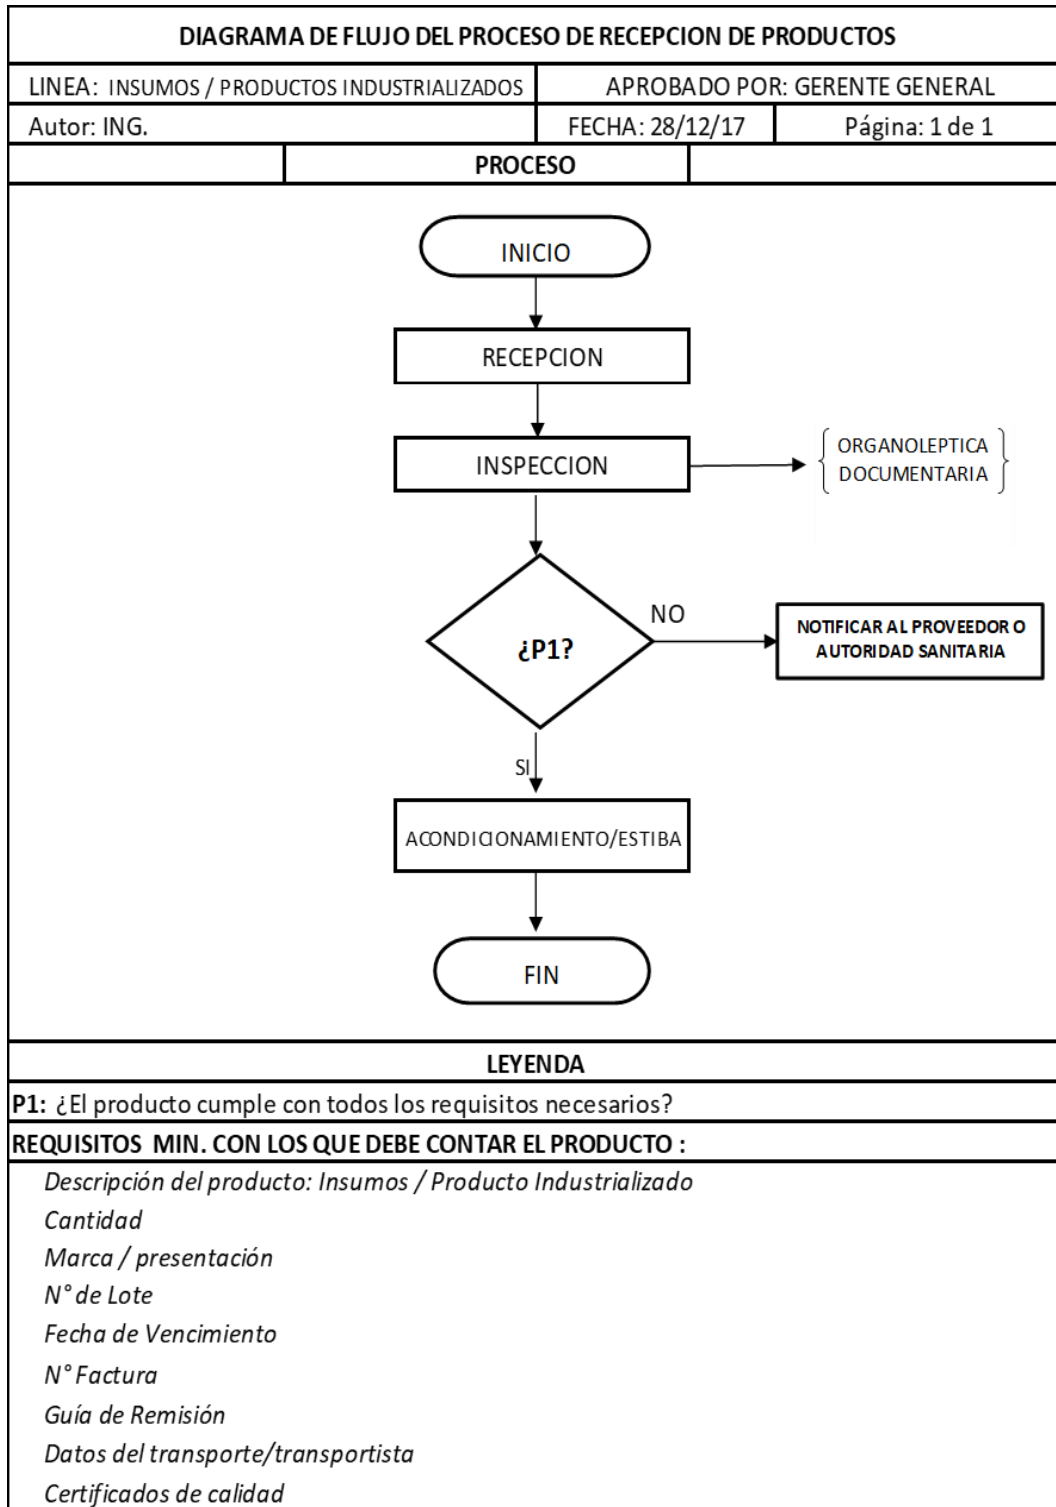 DIAGRAMA DE FLUJO DEL PROCESO DE RECEPCION DE PRODUCTOS
LINEA: INSUMOS / PRODUCTOS INDUSTRIALIZADOS
APROBADO POR: GERENTE GENERAL
Autor: ING.
FECHA: 28/12/17
Página: 1 de 1
PROCESO
INICIO
RECEPCION
INSPECCION
ORGANOLEPTICA
DOCUMENTARIA
¿P1?
NO
NOTIFICAR AL PROVEEDOR O
AUTORIDAD SANITARIA
SI
ACONDICIONAMIENTO/ESTIBA
FIN
LEYENDA
P1: ¿El producto cumple con todos los requisitos necesarios?
REQUISITOS MIN. CON LOS QUE DEBE CONTAR EL PRODUCTO :
Descripción del producto: Insumos / Producto Industrializado
Cantidad
Marca / presentación
N° de Lote
Fecha de Vencimiento
N° Factura
Guía de Remisión
Datos del transporte/transportista
Certificados de calidad